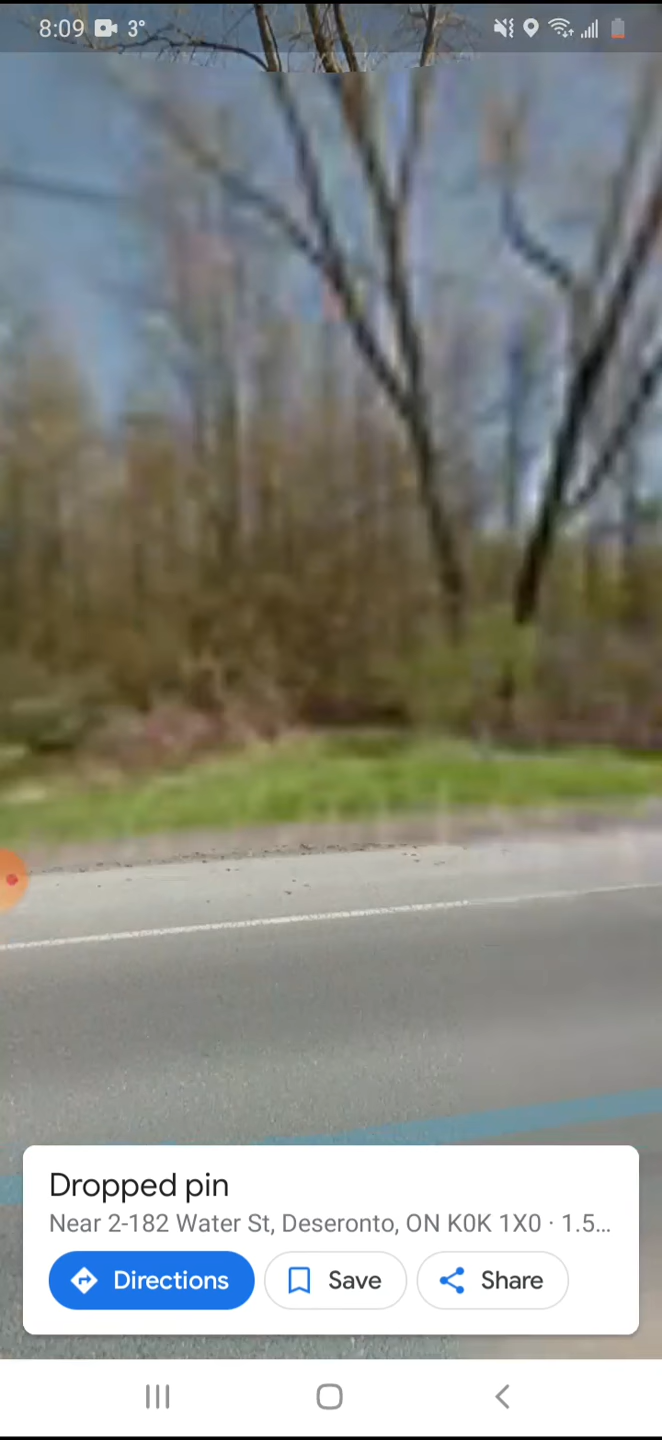 8:09 3°
Dropped pin
Near 2-182 Water St, Deseronto, ON K0K 1X0 · 1.5...
Directions Save Share